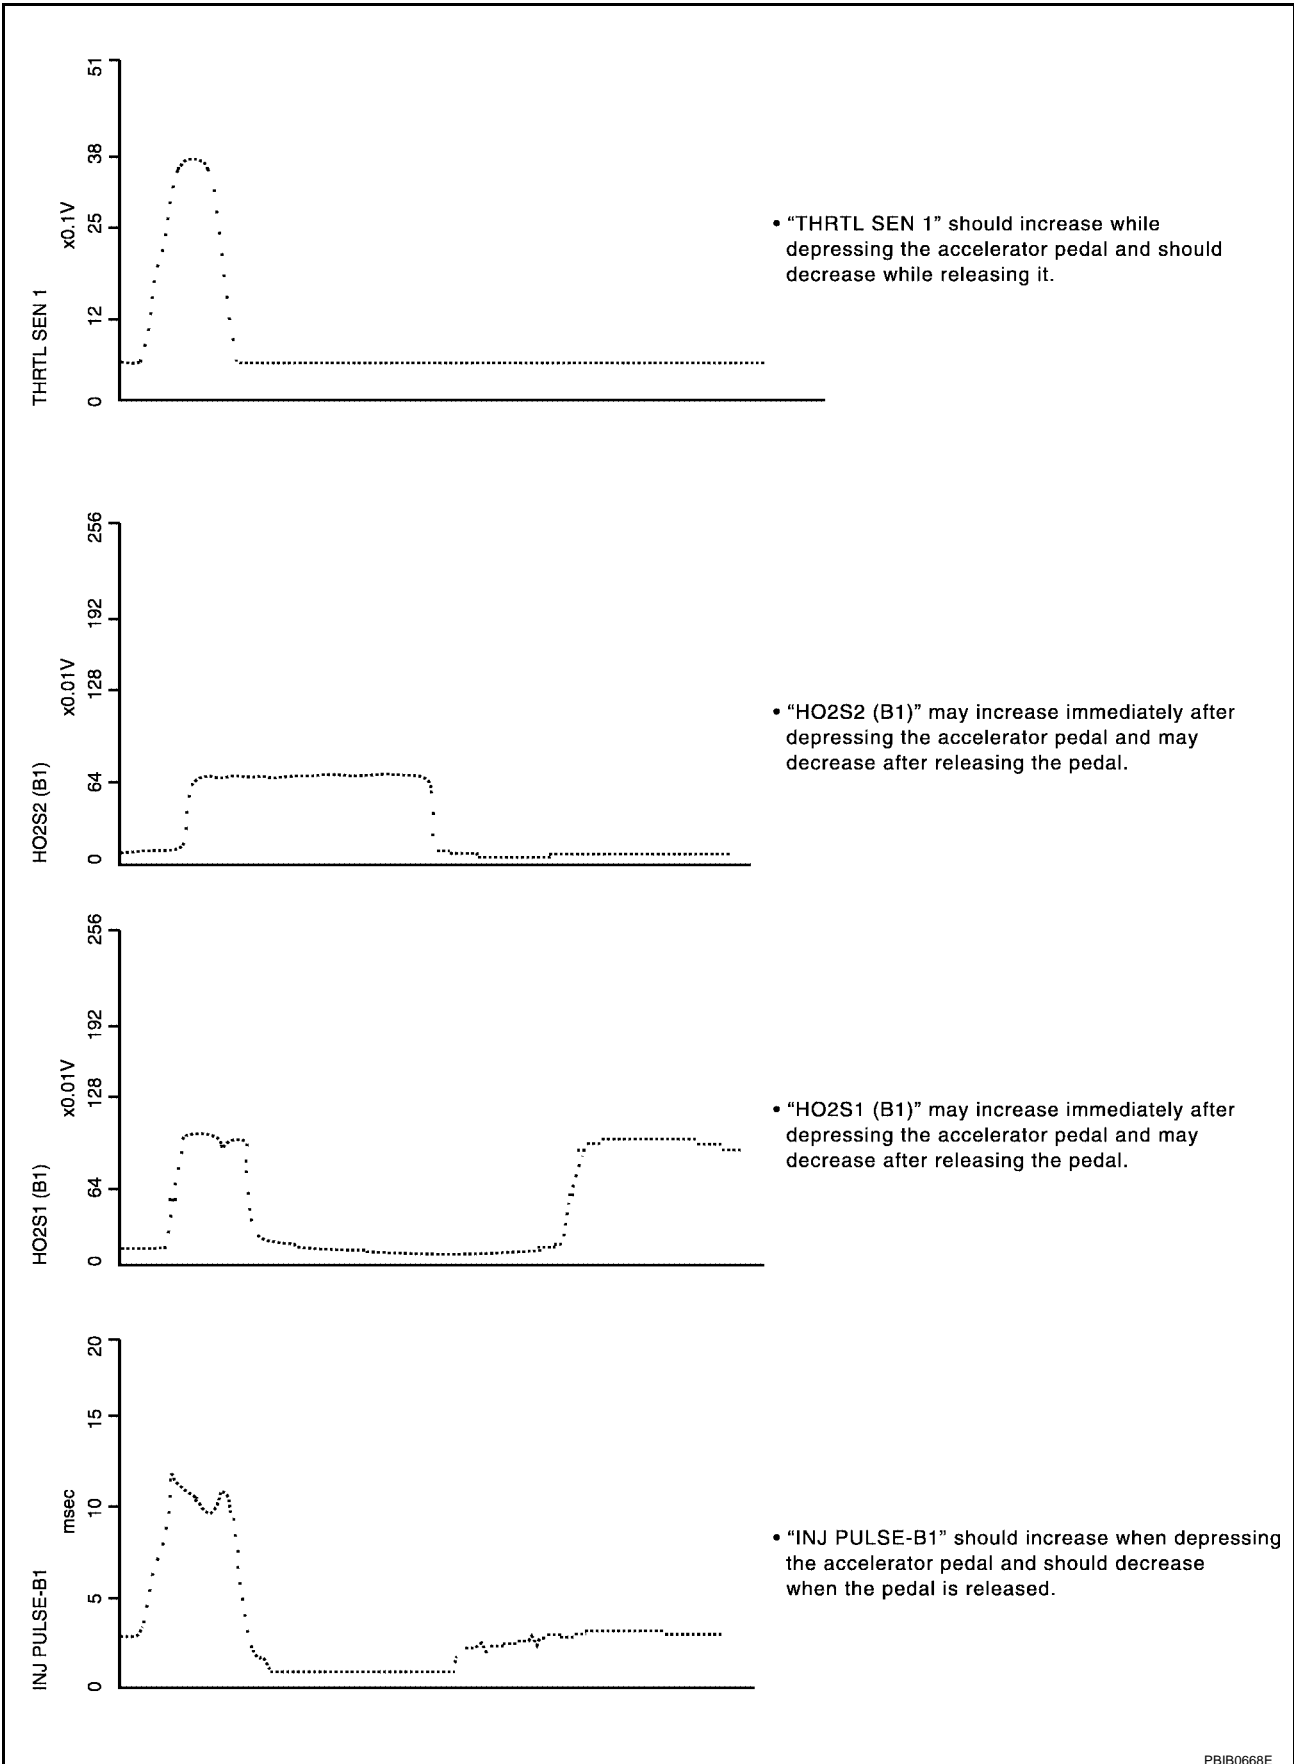 51
38
25
12
0
x0.1V
THRTL SEN 1
• “THRTL SEN 1” should increase while
depressing the accelerator pedal and should
decrease while releasing it.
256
192
128
64
0
x0.01V
HO2S2 (B1)
• “HO2S2 (B1)” may increase immediately after
depressing the accelerator pedal and may
decrease after releasing the pedal.
256
192
128
64
0
x0.01V
HO2S1 (B1)
• “HO2S1 (B1)” may increase immediately after
depressing the accelerator pedal and may
decrease after releasing the pedal.
20
15
10
5
0
msec
INJ PULSE-B1
• “INJ PULSE-B1” should increase when depressing
the accelerator pedal and should decrease
when the pedal is released.
PBIB0668E